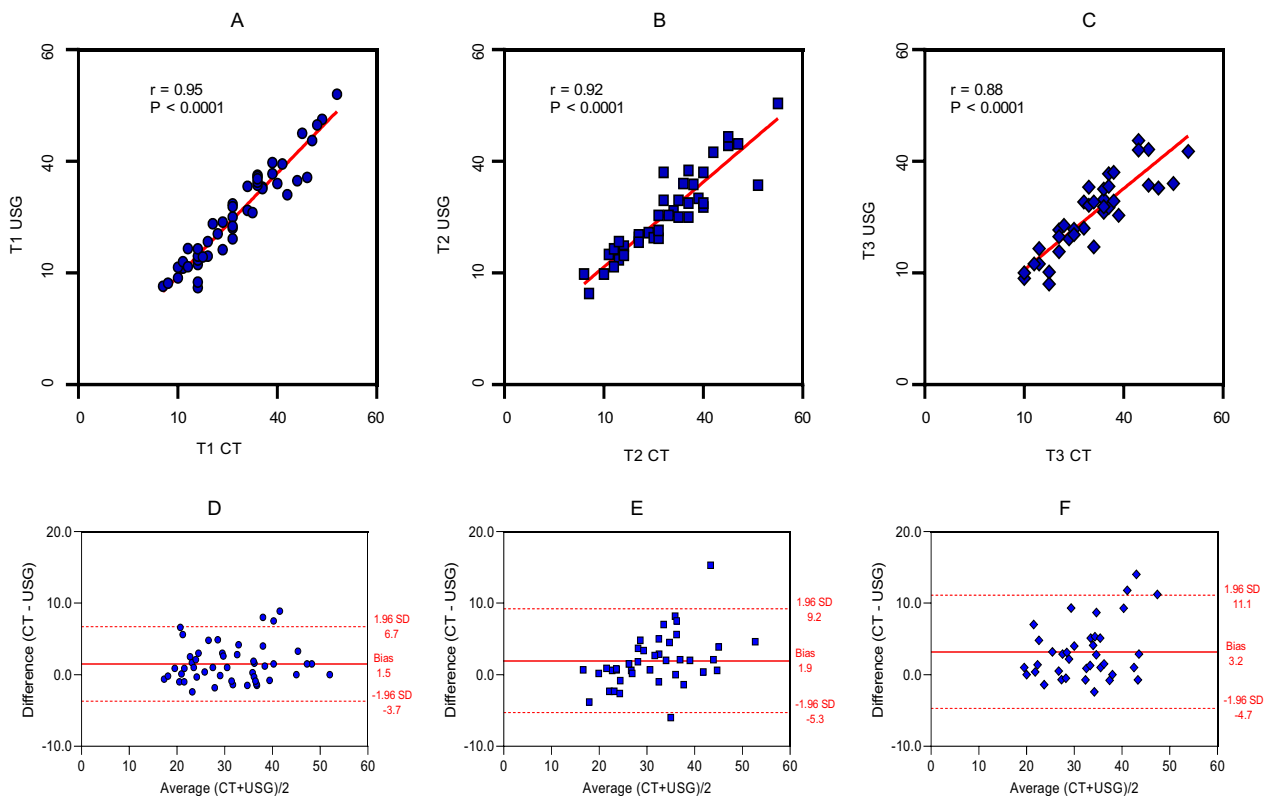 A
60
40
10
0
T1 USG
r = 0.95
P < 0.0001
0
10
40
60
T1 CT
B
60
40
10
0
T2 USG
r = 0.92
P < 0.0001
0
10
40
60
T2 CT
C
60
40
10
0
T3 USG
r = 0.88
P < 0.0001
0
10
40
60
T3 CT
D
20.0
10.0
0.0
-10.0
Difference (CT - USG)
1.96 SD
6.7
Bias
1.5
-1.96 SD
-3.7
0
10
20
30
40
50
60
Average (CT+USG)/2
E
20.0
10.0
0.0
-10.0
Difference (CT - USG)
1.96 SD
9.2
Bias
1.9
-1.96 SD
-5.3
0
10
20
30
40
50
60
Average (CT+USG)/2
F
20.0
10.0
0.0
-10.0
Difference (CT - USG)
1.96 SD
11.1
Bias
3.2
-1.96 SD
-4.7
0
10
20
30
40
50
60
Average (CT+USG)/2